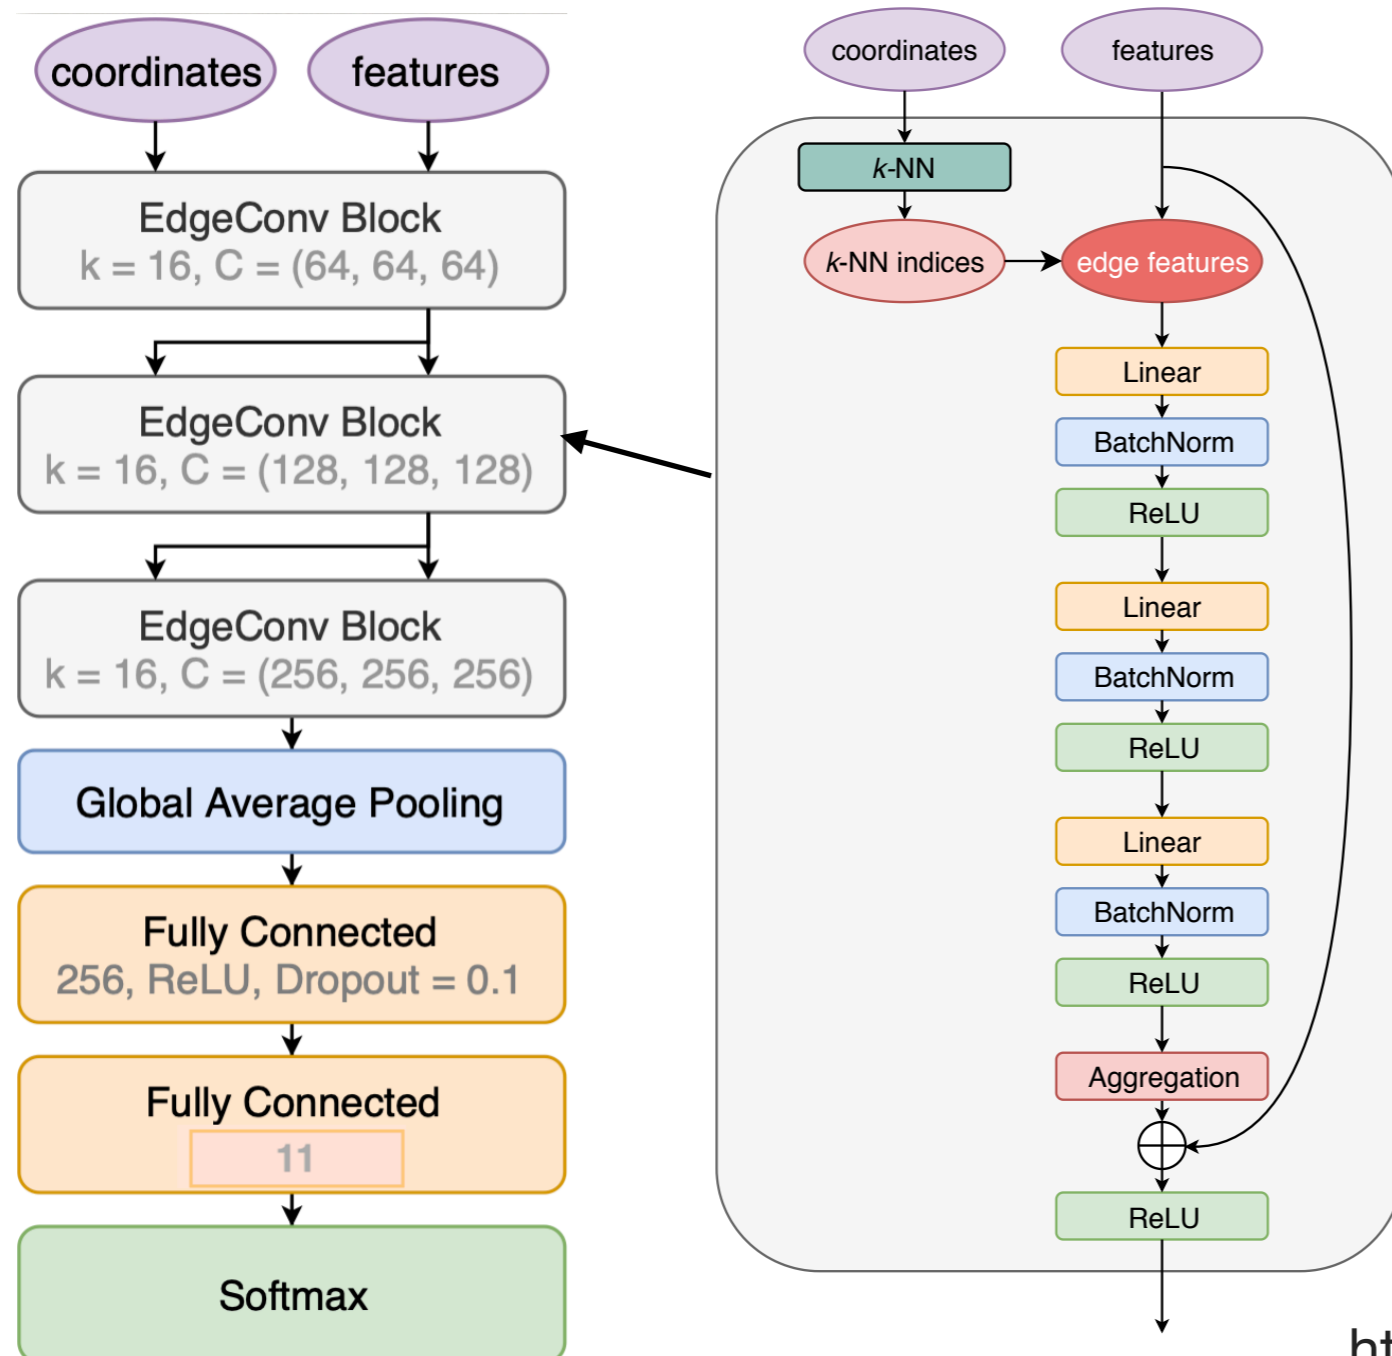 coordinates
features
EdgeConv Block
k = 16, C = (64, 64, 64)
EdgeConv Block
k = 16, C = (128, 128, 128)
EdgeConv Block
k = 16, C = (256, 256, 256)
Global Average Pooling
Fully Connected
256, ReLU, Dropout = 0.1
Fully Connected
11
Softmax
coordinates
features
k-NN
k-NN indices
edge features
Linear
BatchNorm
ReLU
Linear
BatchNorm
ReLU
Linear
BatchNorm
ReLU
Aggregation
ReLU
ht